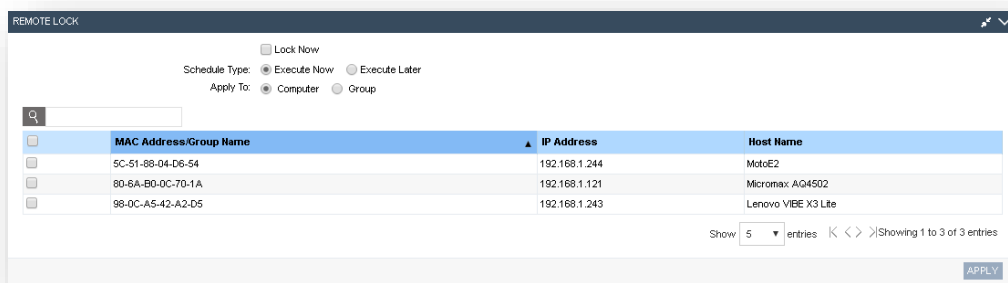 REMOTE LOCK
Lock Now
Schedule Type: Execute Now Execute Later
Apply To: Computer Group
MAC Address/Group Name IP Address Host Name
5C-51-88-04-D6-54 192.168.1.244 MotoE2
80-6A-B0-0C-70-1A 192.168.1.121 Micromax AQ4502
98-0C-A5-42-A2-D5 192.168.1.243 Lenovo VIBE X3 Lite
Show 5 entries Showing 1 to 3 of 3 entries
APPLY